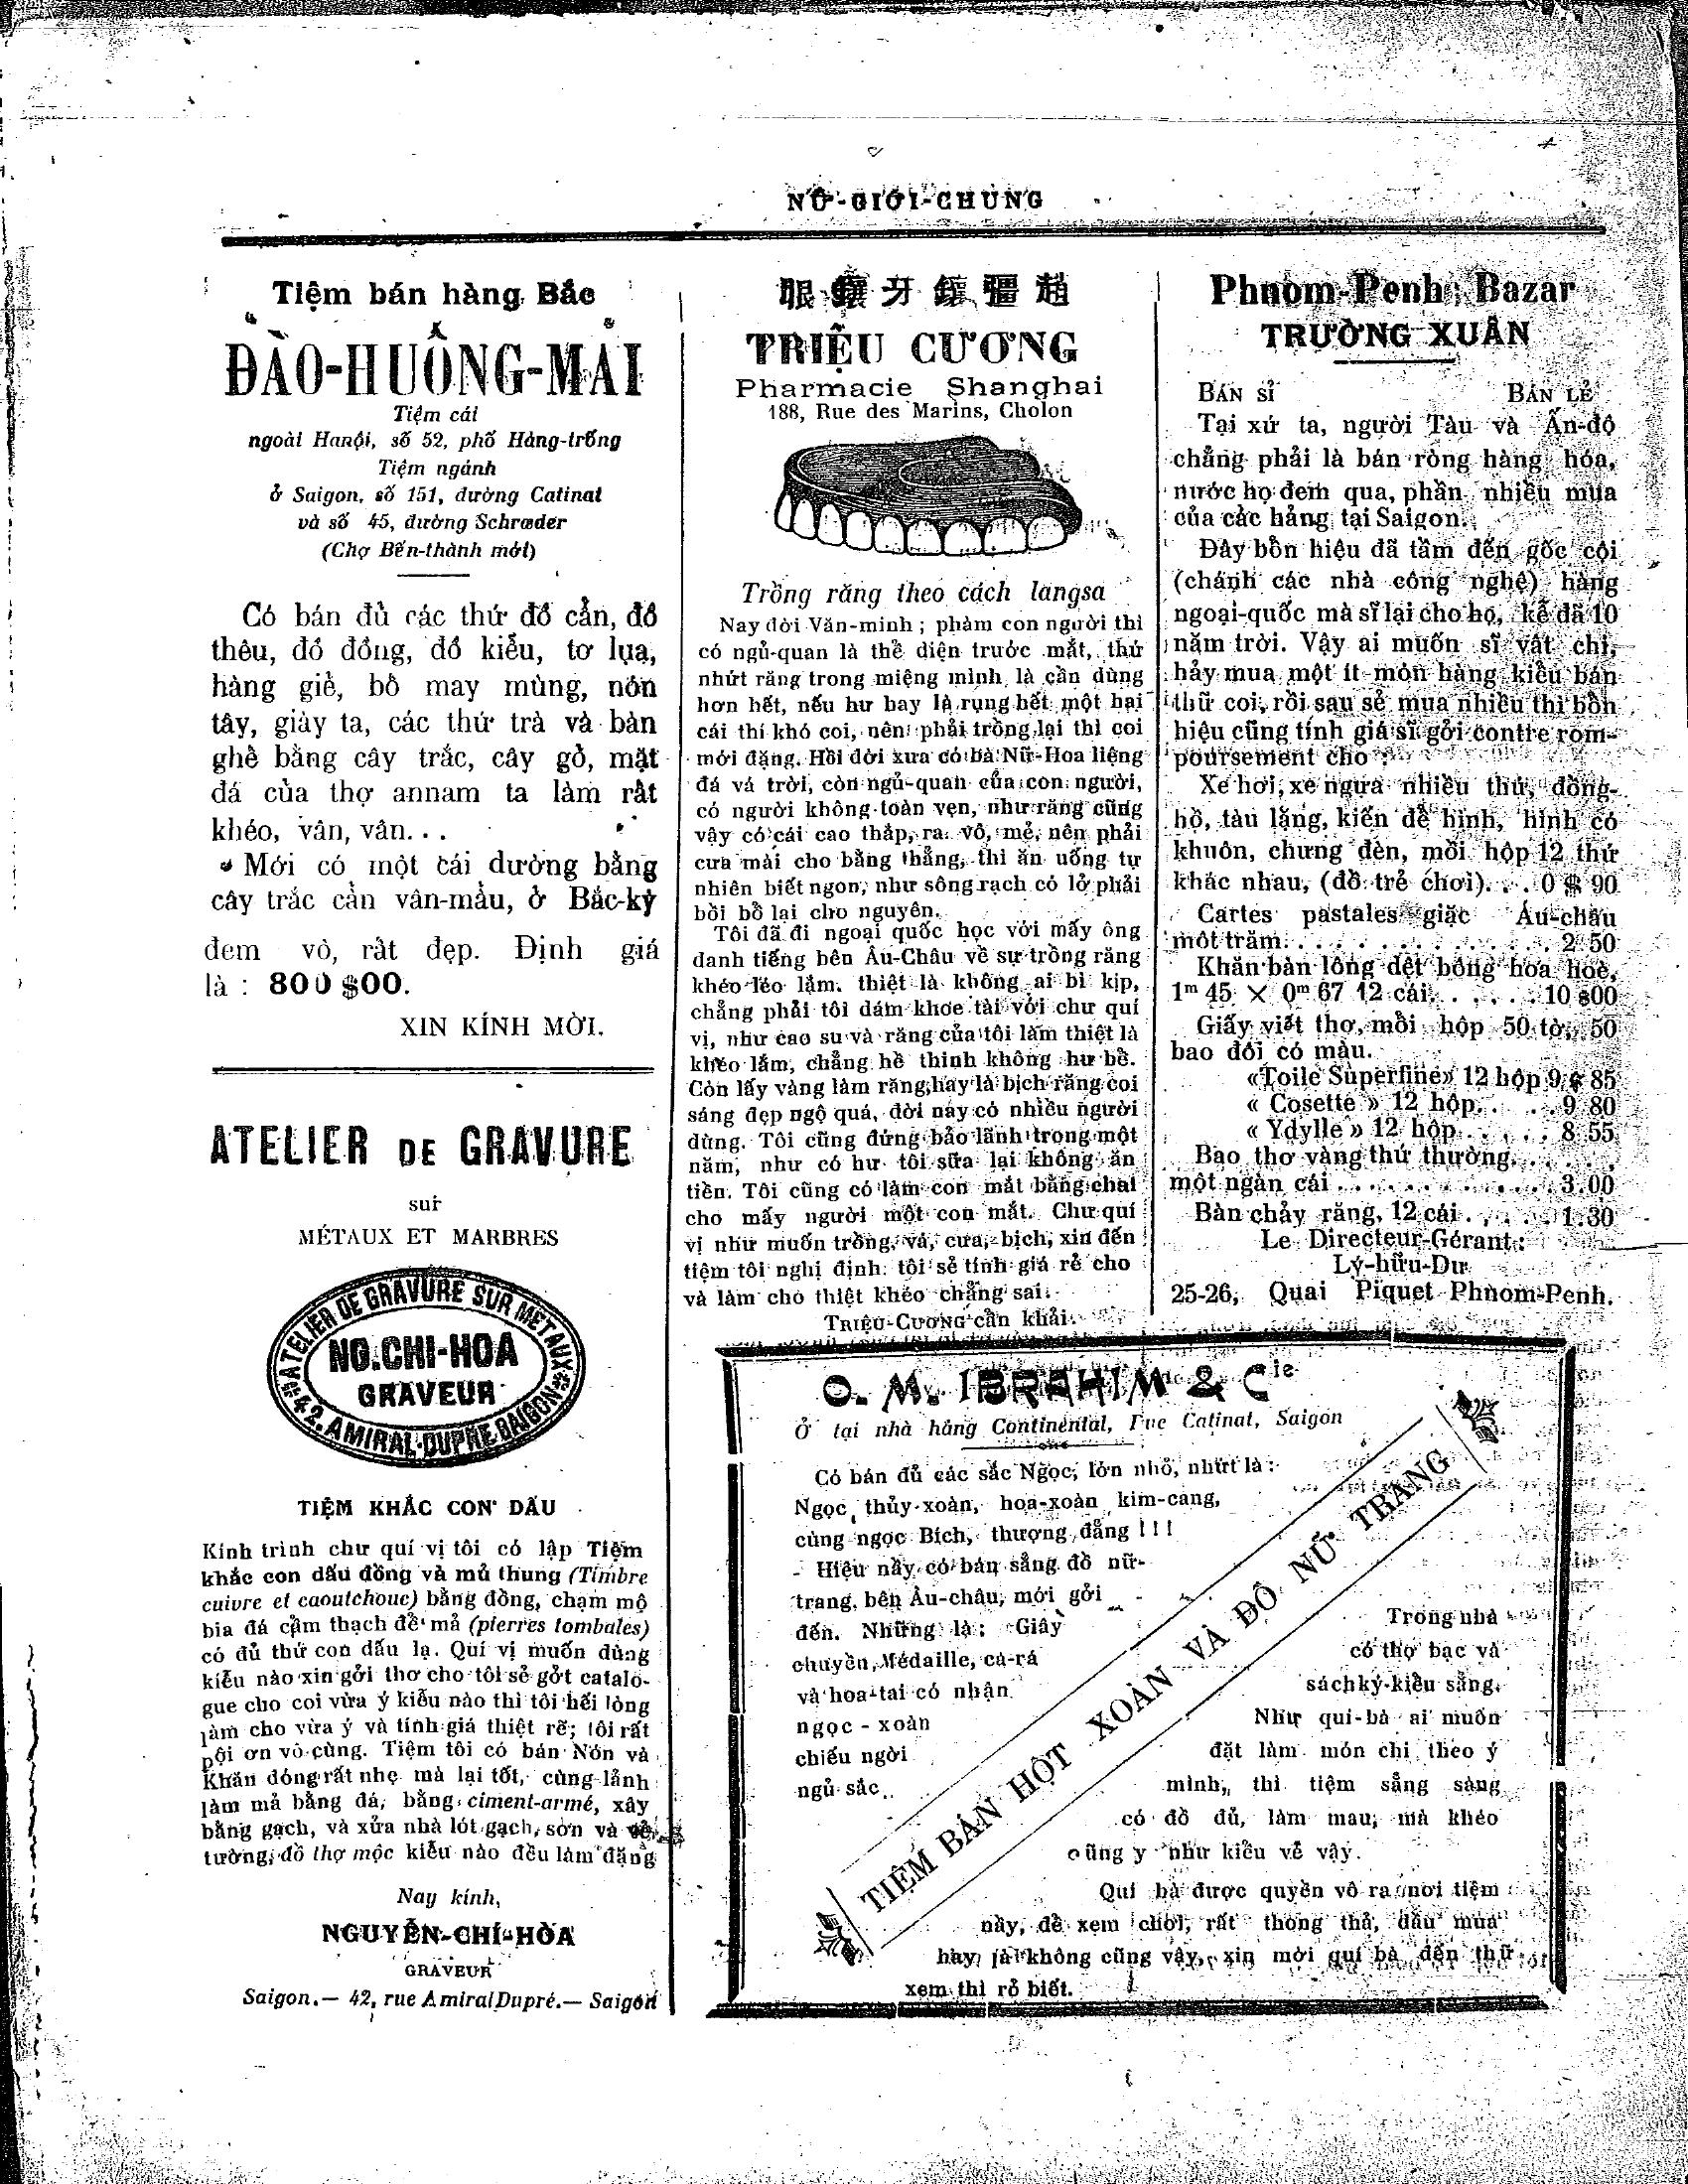 NỮ-GIỚI-CHUNG
Tiệm bán hàng Bắc
ĐÀO-HUỐNG-MAI
Tiệm cái
ngoài Hanội, số 52, phố Hàng-trống
Tiệm ngánh
ở Saigon, số 151, đường Catinat
và số 45, đường Schrœder
(Chợ Bến-thành mới)
Có bán đủ các thứ đồ cẩn, đồ
thêu, đồ đồng, đồ kiểu, tơ lụa,
hàng giẻ, bô may mùng, nón
tây, giày ta, các thứ trà và bàn
ghê bằng cây trắc, cây gỏ, mặt
đá của thợ annam ta làm rất
khéo, vân, vân...
Mới có một cái dường bằng
cây trắc cẩn vân-mẩu, ở Bắc-kỳ
đem vô, rất đẹp. Định giá
là : 800 $00.
XIN KÍNH MỜI.
ATELIER DE GRAVURE
sur
MÉTAUX ET MARBRES
ATELIER DE GRAVURE SUR METAUX
NG.CHI-HOA
GRAVEUR
42. AMIRAL-DUPRE SAIGON
TIỆM KHẮC CON DẤU
Kính trình chư quí vị tôi có lập Tiệm
khắc con dấu đồng và mủ thung (Timbre
cuivre et caoutchouc) bằng đồng, chạm mộ
bia đá cẩm thạch đề mả (pierres tombales)
có đủ thứ con dấu lạ. Quí vị muốn dùng
kiểu nào xin gởi thơ cho tôi sẻ gởt catalo-
gue cho coi vừa ý kiểu nào thì tôi hếi lòng
làm cho vừa ý và tính giá thiệt rẽ; tôi rất
đội ơn vô cùng. Tiệm tôi có bán Nón và
Khăn đóng rất nhẹ mà lại tốt, cùng lảnh
làm mả bằng đá, bằng ciment-armé, xây
bằng gạch, và xửa nhà lót gạch, sơn và vẻ
tường, đồ thợ mộc kiểu nào đều làm đặng
Nay kính,
NGUYỄN-CHÍ-HÒA
GRAVEUR
Saigon.— 42, rue Amiral Dupré.— Saigon
眼鑲牙鑲疆趙
TRIỆU CƯƠNG
Pharmacie Shanghai
188, Rue des Marins, Cholon
Trồng răng theo cách langsa
Nay đời Văn-minh ; phàm con người thì
có ngủ-quan là thể diện trước mắt, thứ
nhứt răng trong miệng mình là cần dùng
hơn hết, nếu hư hay là rụng hết một hai
cái thí khó coi, nên phải trồng lại thì coi
mới đặng. Hồi đời xưa có bà Nữ-Hoa liệng
đá vá trời, còn ngủ-quan của con người,
có người không toàn vẹn, như răng cũng
vậy có cái cao thấp, ra vô, mẻ, nên phải
cưa mài cho bằng thẳng, thì ăn uống tự
nhiên biết ngon, như sông rạch có lở phải
bồi bổ lại cho nguyên.
Tôi đã đi ngoại quốc học với mấy ông
danh tiếng bên Âu-Châu về sự trồng răng
khéo léo lắm. thiệt là không ai bì kịp,
chẳng phải tôi dám khoe tài với chư quí
vị, như cao su và răng của tôi làm thiệt là
khéo lắm, chẳng hề thinh không hư bể.
Còn lấy vàng làm răng, hay là bịch răng coi
sáng đẹp ngộ quá, đời nay có nhiều người
dùng. Tôi cũng đứng bảo lãnh trong một
năm, như có hư tôi sữa lại không ăn
tiền. Tôi cũng có làm con mắt bằng chai
cho mấy người một con mắt. Chư quí
vị như muốn trồng, vá, cưa, bịch, xin đến
tiệm tôi nghị định tôi sẻ tính giá rẻ cho
và làm cho thiệt khéo chẳng sai.
TRIỆU-CƯƠNG cẩn khải.
Phnom-Penh Bazar
TRƯỜNG XUÂN
BÁN SỈ BÁN LẺ
Tại xứ ta, người Tàu và Ấn-độ
chẳng phải là bán ròng hàng hóa,
nước họ đem qua, phần nhiều mua
của các hảng tại Saigon.
Đây bổn hiệu đã tầm đến gốc cội
(chánh các nhà công nghệ) hàng
ngoại-quốc mà sĩ lại cho họ, kể đã 10
năm trời. Vậy ai muốn sĩ vật chi,
hảy mua một ít món hàng kiểu bán
thữ coi, rồi sau sẻ mua nhiều thì bổn
hiệu cũng tính giá sĩ gởi contre rem-
poursement cho :
Xe hơi, xe ngựa nhiều thứ, đồng-
hồ, tàu lặng, kiến để hình, hình có
khuôn, chưng đèn, mỗi hộp 12 thứ
khác nhau, (đồ trẻ chơi). . . 0 $ 90
Cartes pastales giặc Âu-châu
một trăm. . . . . . . . . 2 50
Khăn bàn lông dệt bông hoa hoè,
1m 45 × 0m 67 12 cái. . . . . 10 $00
Giấy viết thơ, mỗi hộp 50 tờ, 50
bao đôi có màu.
«Toile Superfine» 12 hộp 9 $ 85
« Cosette » 12 hộp. . . . 9 80
« Ydylle » 12 hộp. . . . . 8 55
Bao thơ vàng thứ thường.
một ngàn cái . . . . . . . . 3.00
Bàn chảy răng, 12 cái . . . . . 1.30
Le Directeur-Gérant :
Lý-hữu-Dư
25-26, Quai Piquet Phnom-Penh.
O. M. IBRAHIM & Cie
Ở tại nhà hảng Continental, Rue Catinat, Saigon
Có bán đủ các sắc Ngọc, lớn nhỏ, nhứt là :
Ngọc thủy-xoàn, hoa-xoàn kim-cang,
cùng ngọc Bích, thượng đẳng ! ! !
Hiệu nầy có bán sẳng đồ nữ-
trang, bên Âu-châu, mới gởi
đến. Những là : Giây
chuyền, Médaille, cà-rá
và hoa-tai có nhận
ngọc - xoàn
chiếu ngời
ngủ sắc.
TIỆM BÁN HỘT XOÀN VÀ ĐỒ NỮ TRANG
Trong nhà
có thợ bạc và
sách ký-kiểu sẳng.
Như quí-bà ai muốn
đặt làm món chi theo ý
mình, thì tiệm sẳng sàng
có đồ đủ, làm mau, mà khéo
cũng y như kiểu vẻ vậy.
Quí bà được quyền vô ra nơi tiệm
nầy, để xem chơi, rất thong thả, dầu mua
hay là không cũng vậy, xin mời quí bà đến thữ
xem thì rỏ biết.